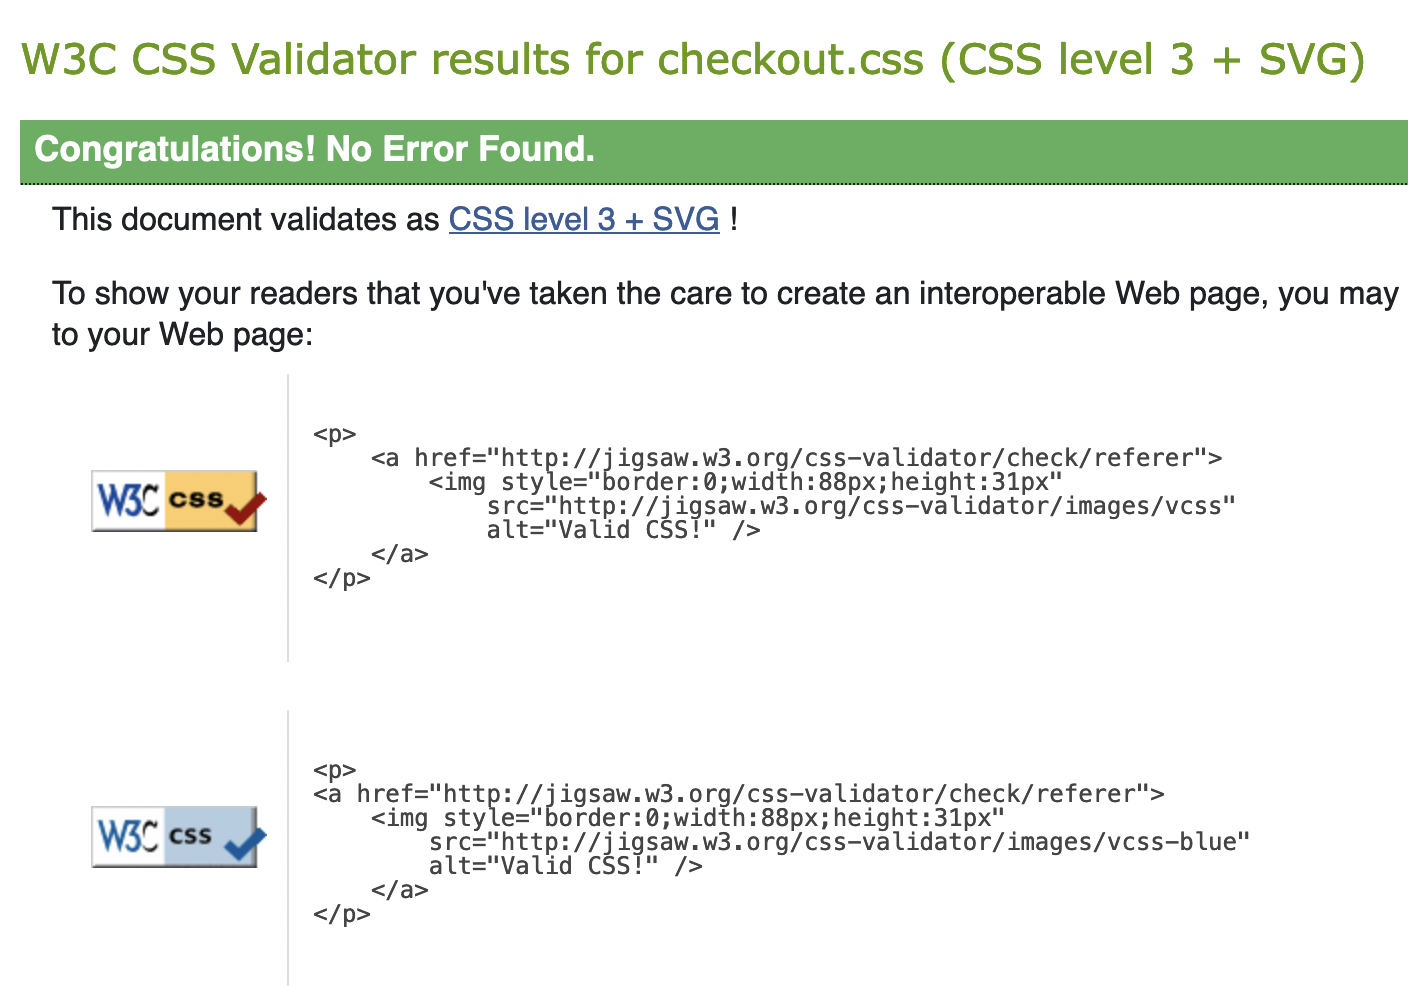 W3C CSS Validator results for checkout.css (CSS level 3 + SVG)
Congratulations! No Error Found.
This document validates as CSS level 3 + SVG !
To show your readers that you've taken the care to create an interoperable Web page, you may
to your Web page:
W3C css
<p>
    <a href="http://jigsaw.w3.org/css-validator/check/referer">
        <img style="border:0;width:88px;height:31px"
            src="http://jigsaw.w3.org/css-validator/images/vcss"
            alt="Valid CSS!" />
    </a>
</p>
W3C css
<p>
<a href="http://jigsaw.w3.org/css-validator/check/referer">
    <img style="border:0;width:88px;height:31px"
        src="http://jigsaw.w3.org/css-validator/images/vcss-blue"
        alt="Valid CSS!" />
    </a>
</p>